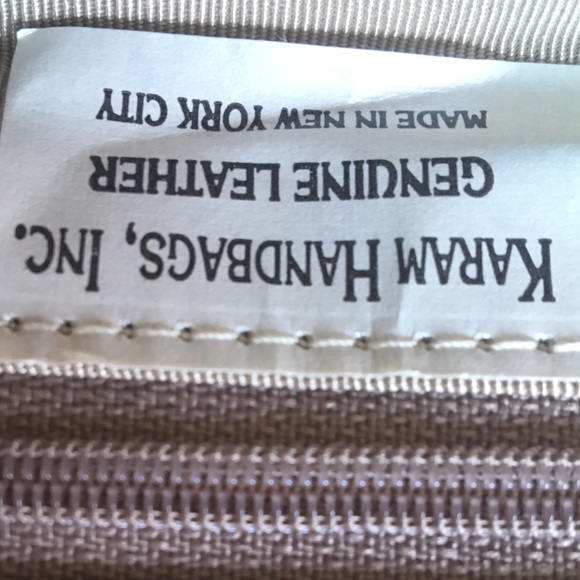 KARAM HANDBAGS, INC.
GENUINE LEATHER
MADE IN NEW YORK CITY